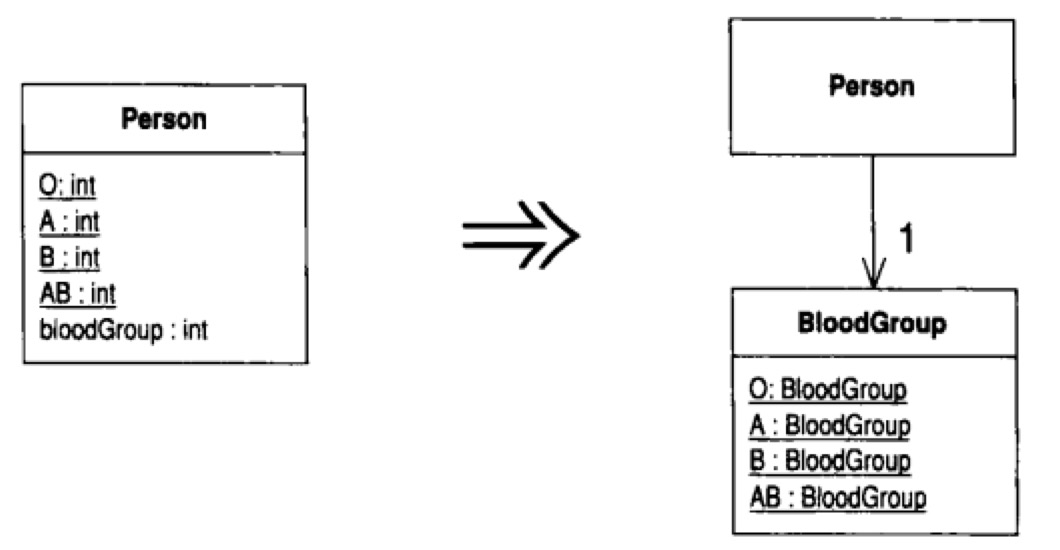 Person
O: int
A : int
B : int
AB : int
bloodGroup : int
Person
1
BloodGroup
O: BloodGroup
A : BloodGroup
B : BloodGroup
AB : BloodGroup